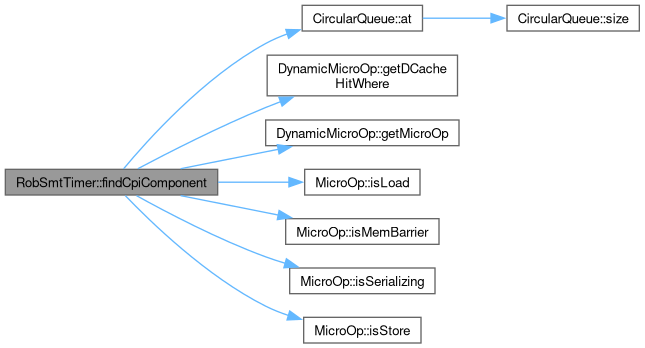 CircularQueue::at
CircularQueue::size
DynamicMicroOp::getDCache
HitWhere
DynamicMicroOp::getMicroOp
RobSmtTimer::findCpiComponent
MicroOp::isLoad
MicroOp::isMemBarrier
MicroOp::isSerializing
MicroOp::isStore